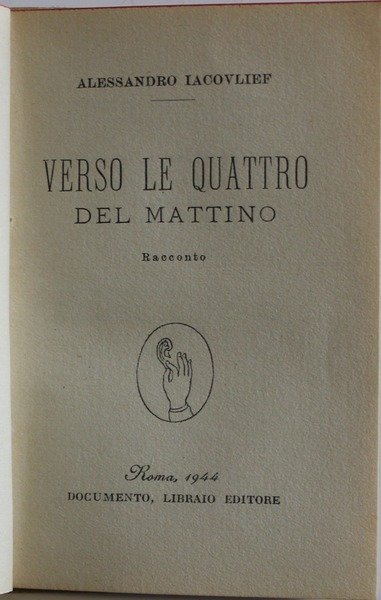 ALESSANDRO IACOVLIEF
VERSO LE QUATTRO
DEL MATTINO
Racconto
Roma, 1944
DOCUMENTO, LIBRAIO EDITORE